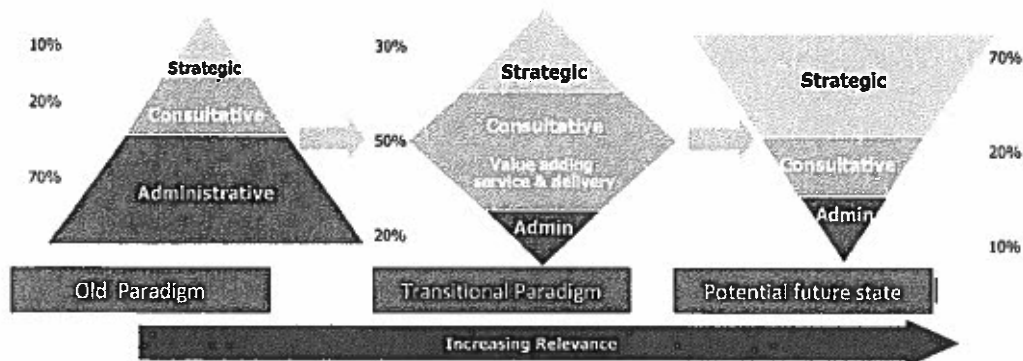 10%
Strategic
20%
Consultative
70%
Administrative
Old Paradigm
30%
Strategic
50%
Consultative
Value adding
service & delivery
20%
Admin
Transitional Paradigm
70%
Strategic
20%
Consultative
Admin
10%
Potential future state
Increasing Relevance